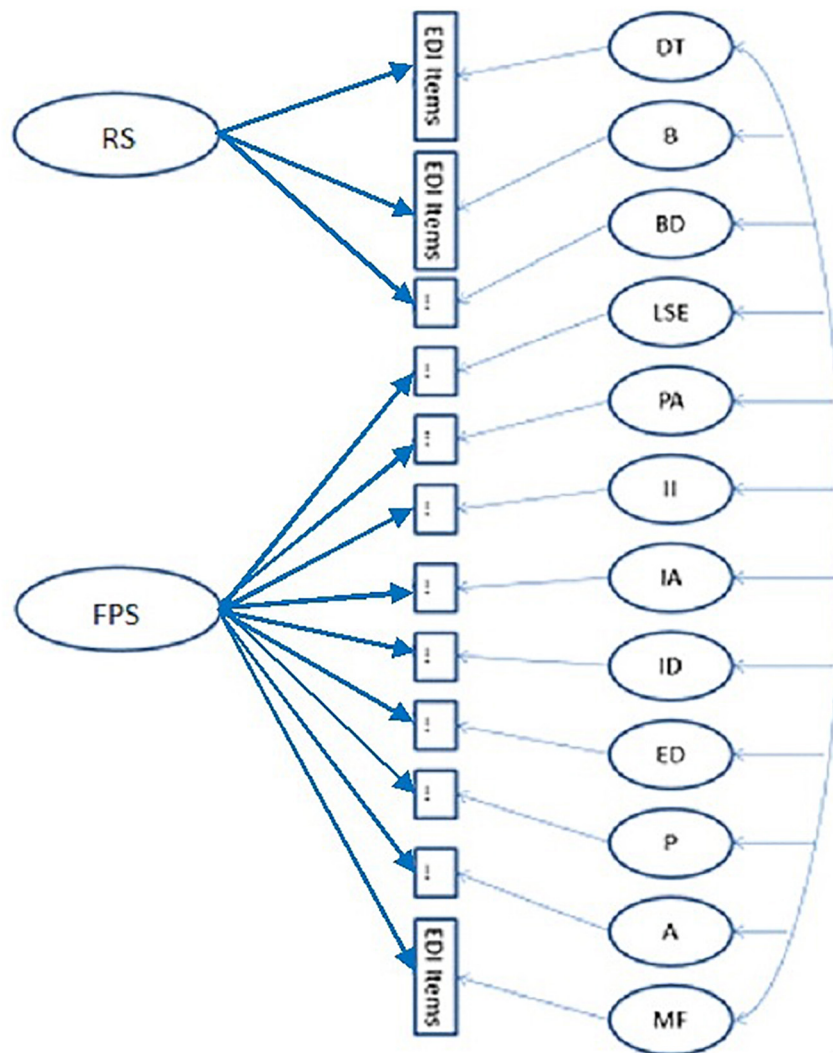 RS
FPS
EDI Items
EDI Items
...
...
...
...
...
...
...
...
...
EDI Items
DT
B
BD
LSE
PA
II
IA
ID
ED
P
A
MF